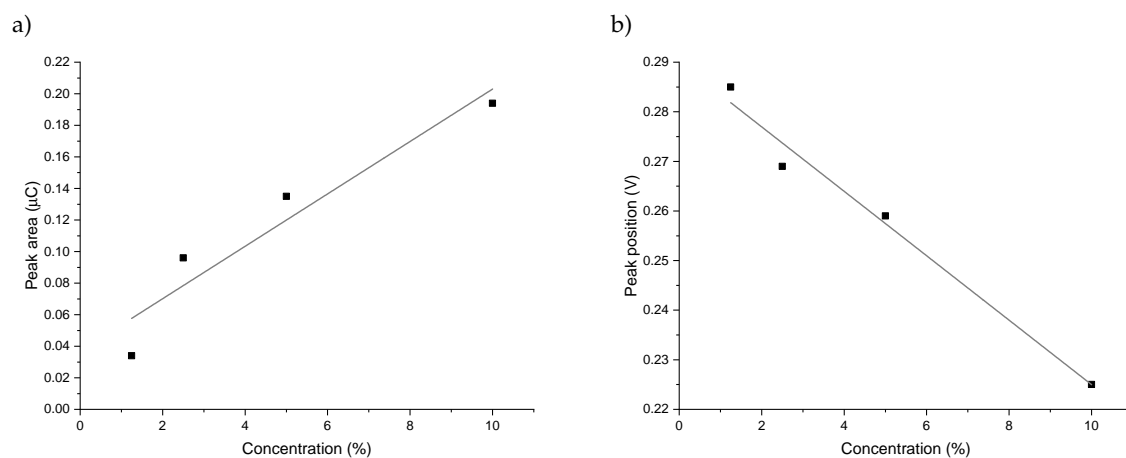 a)
0.22
0.20
0.18
0.16
0.14
0.12
0.10
0.08
0.06
0.04
0.02
0.00
Peak area (μC)
0 2 4 6 8 10
Concentration (%)
b)
0.29
0.28
0.27
0.26
0.25
0.24
0.23
0.22
Peak position (V)
0 2 4 6 8 10
Concentration (%)